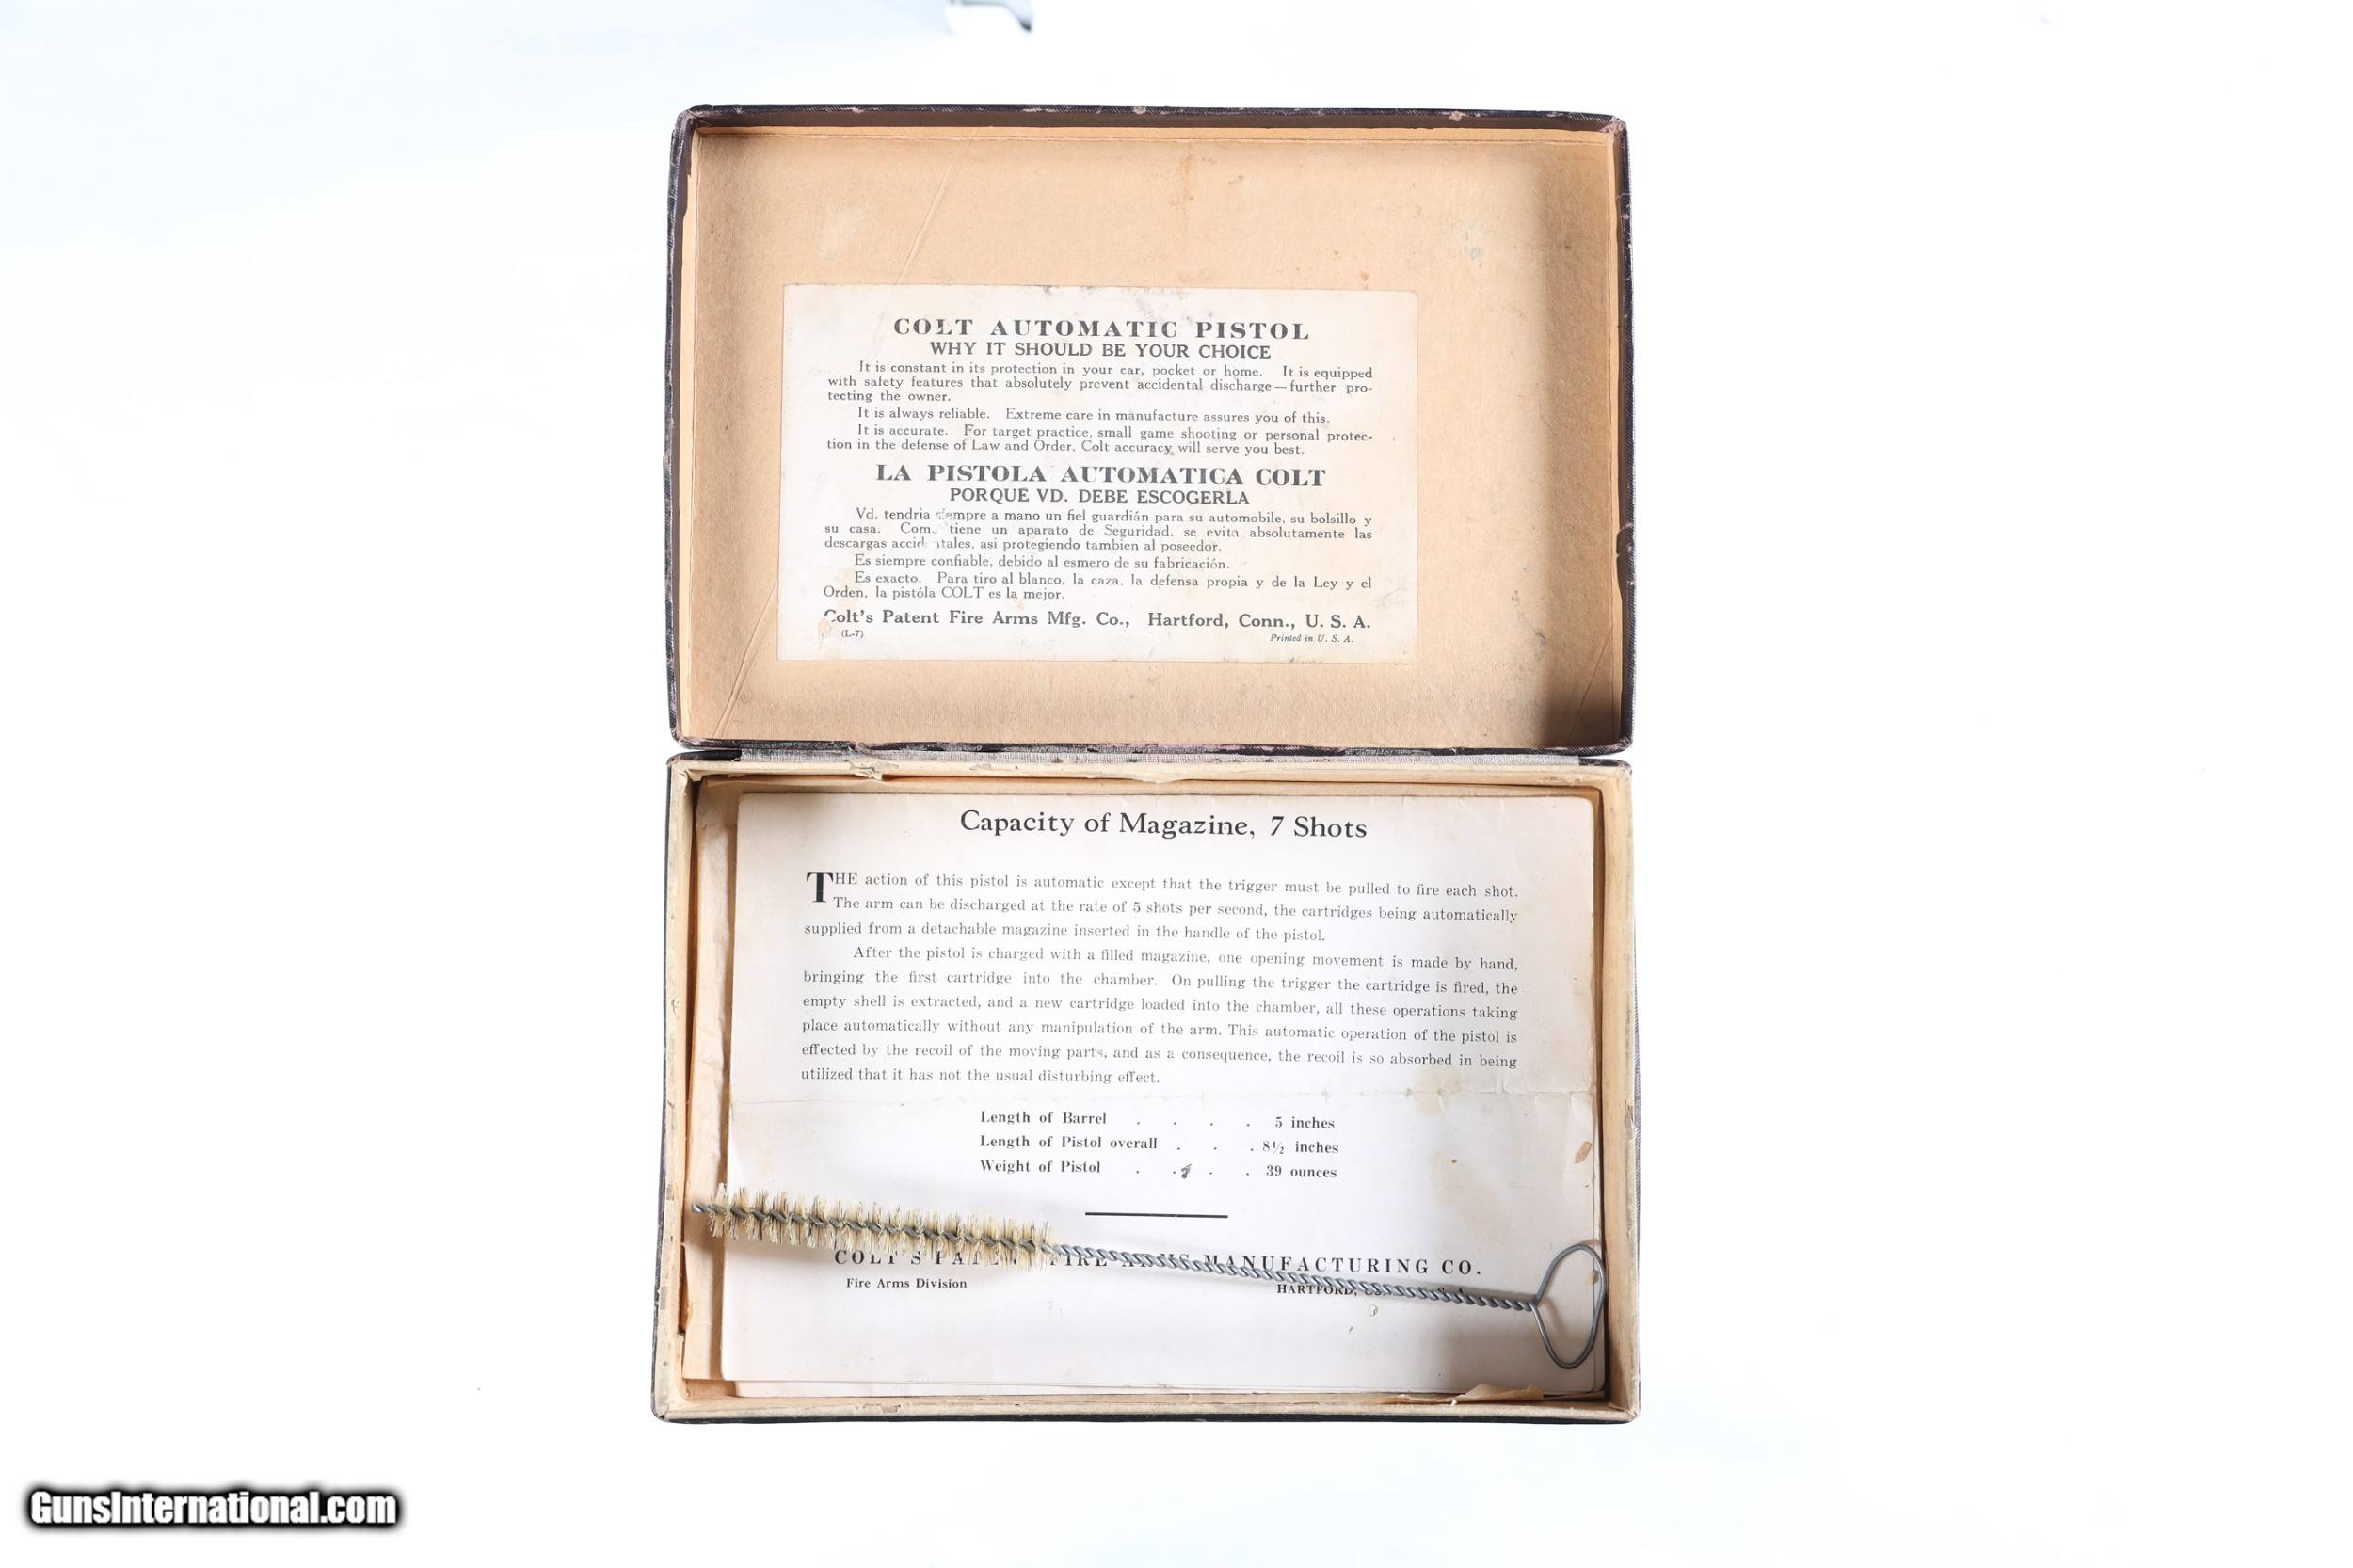 COLT AUTOMATIC PISTOL
WHY IT SHOULD BE YOUR CHOICE
It is constant in its protection in your car, pocket or home. It is equipped
with safety features that absolutely prevent accidental discharge — further pro-
tecting the owner.
It is always reliable. Extreme care in manufacture assures you of this.
It is accurate. For target practice, small game shooting or personal protec-
tion in the defense of Law and Order, Colt accuracy will serve you best.
LA PISTOLA AUTOMATICA COLT
PORQUÉ VD. DEBE ESCOGERLA
Vd. tendria siempre a mano un fiel guardián para su automobile, su bolsillo y
su casa. Com tiene un aparato de Seguridad, se evita absolutamente las
descargas accidentales, asi protegiendo tambien al poseedor.
Es siempre confiable, debido al esmero de su fabricación.
Es exacto. Para tiro al blanco, la caza, la defensa propia y de la Ley y el
Orden, la pistóla COLT es la mejor.
Colt's Patent Fire Arms Mfg. Co., Hartford, Conn., U. S. A.
(L-7) Printed in U. S. A.
Capacity of Magazine, 7 Shots
THE action of this pistol is automatic except that the trigger must be pulled to fire each shot.
The arm can be discharged at the rate of 5 shots per second, the cartridges being automatically
supplied from a detachable magazine inserted in the handle of the pistol.
After the pistol is charged with a filled magazine, one opening movement is made by hand,
bringing the first cartridge into the chamber. On pulling the trigger the cartridge is fired, the
empty shell is extracted, and a new cartridge loaded into the chamber, all these operations taking
place automatically without any manipulation of the arm. This automatic operation of the pistol is
effected by the recoil of the moving parts, and as a consequence, the recoil is so absorbed in being
utilized that it has not the usual disturbing effect.
Length of Barrel . . . . 5 inches
Length of Pistol overall . . . 8½ inches
Weight of Pistol . . . . 39 ounces
COLT'S PATENT FIRE ARMS MANUFACTURING CO.
Fire Arms Division HARTFORD,
GunsInternational.com